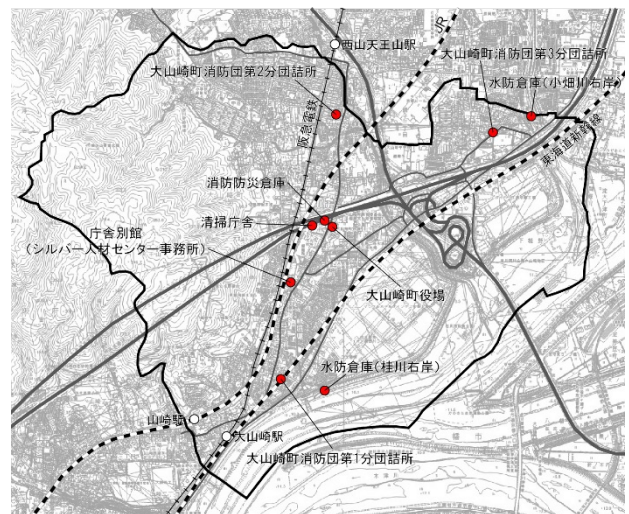 JR
西山天王山駅
大山崎町消防団第3分団詰所
大山崎町消防団第2分団詰所
水防倉庫(小畑川右岸)
阪急電鉄
東海道新幹線
消防防災倉庫
清掃庁舎
庁舎別館
(シルバー人材センター事務所)
大山崎町役場
水防倉庫(桂川右岸)
山崎駅
大山崎駅
大山崎町消防団第1分団詰所